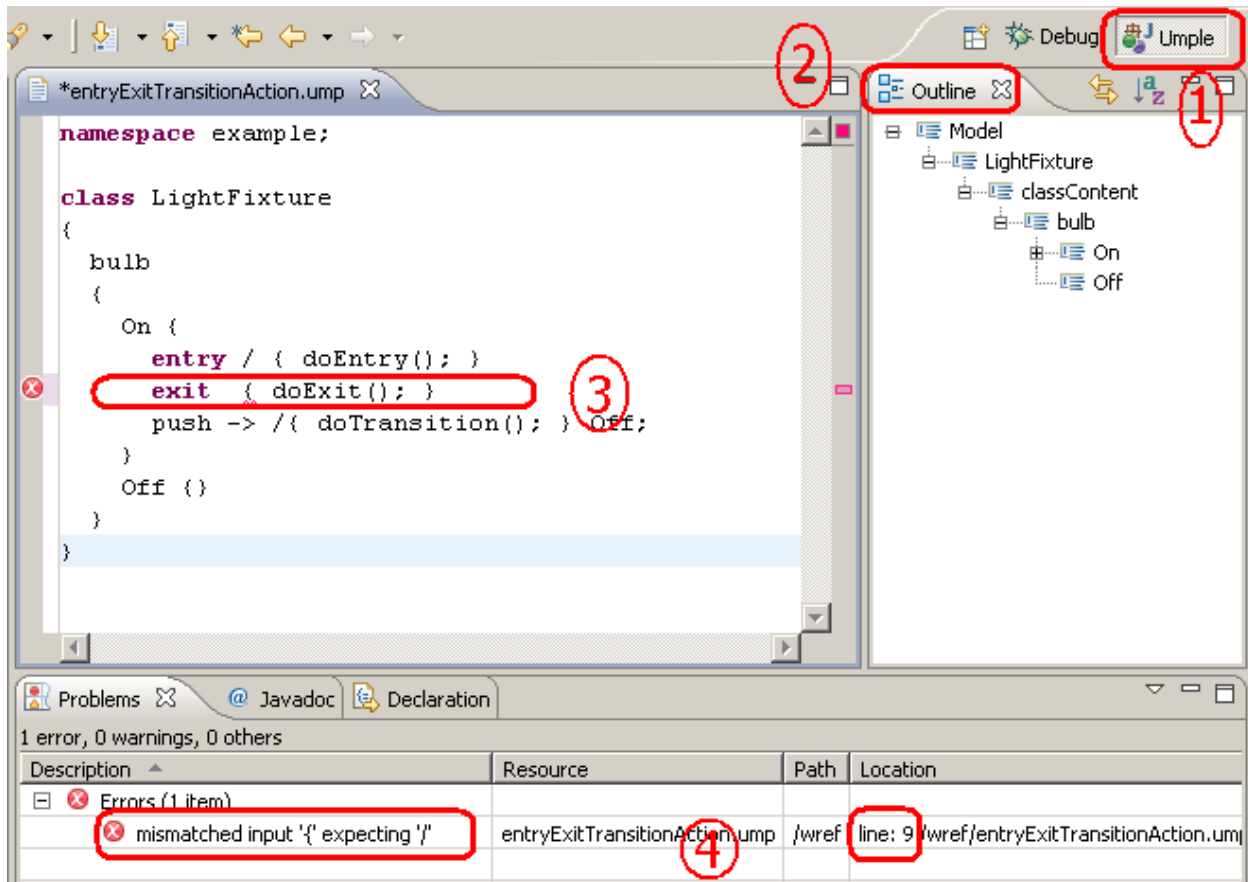 Debug Umple
2
1
*entryExitTransitionAction.ump
Outline
namespace example;
class LightFixture
{
bulb
{
On {
entry / { doEntry(); }
exit { doExit(); }
3
push -> /{ doTransition(); } Off;
}
Off {}
}
}
Model
LightFixture
classContent
bulb
On
Off
Problems @ Javadoc Declaration
1 error, 0 warnings, 0 others
Description Resource Path Location
Errors (1 item)
mismatched input '{' expecting '/' entryExitTransitionAction.ump /wref line: 9 /wref/entryExitTransitionAction.ump
4